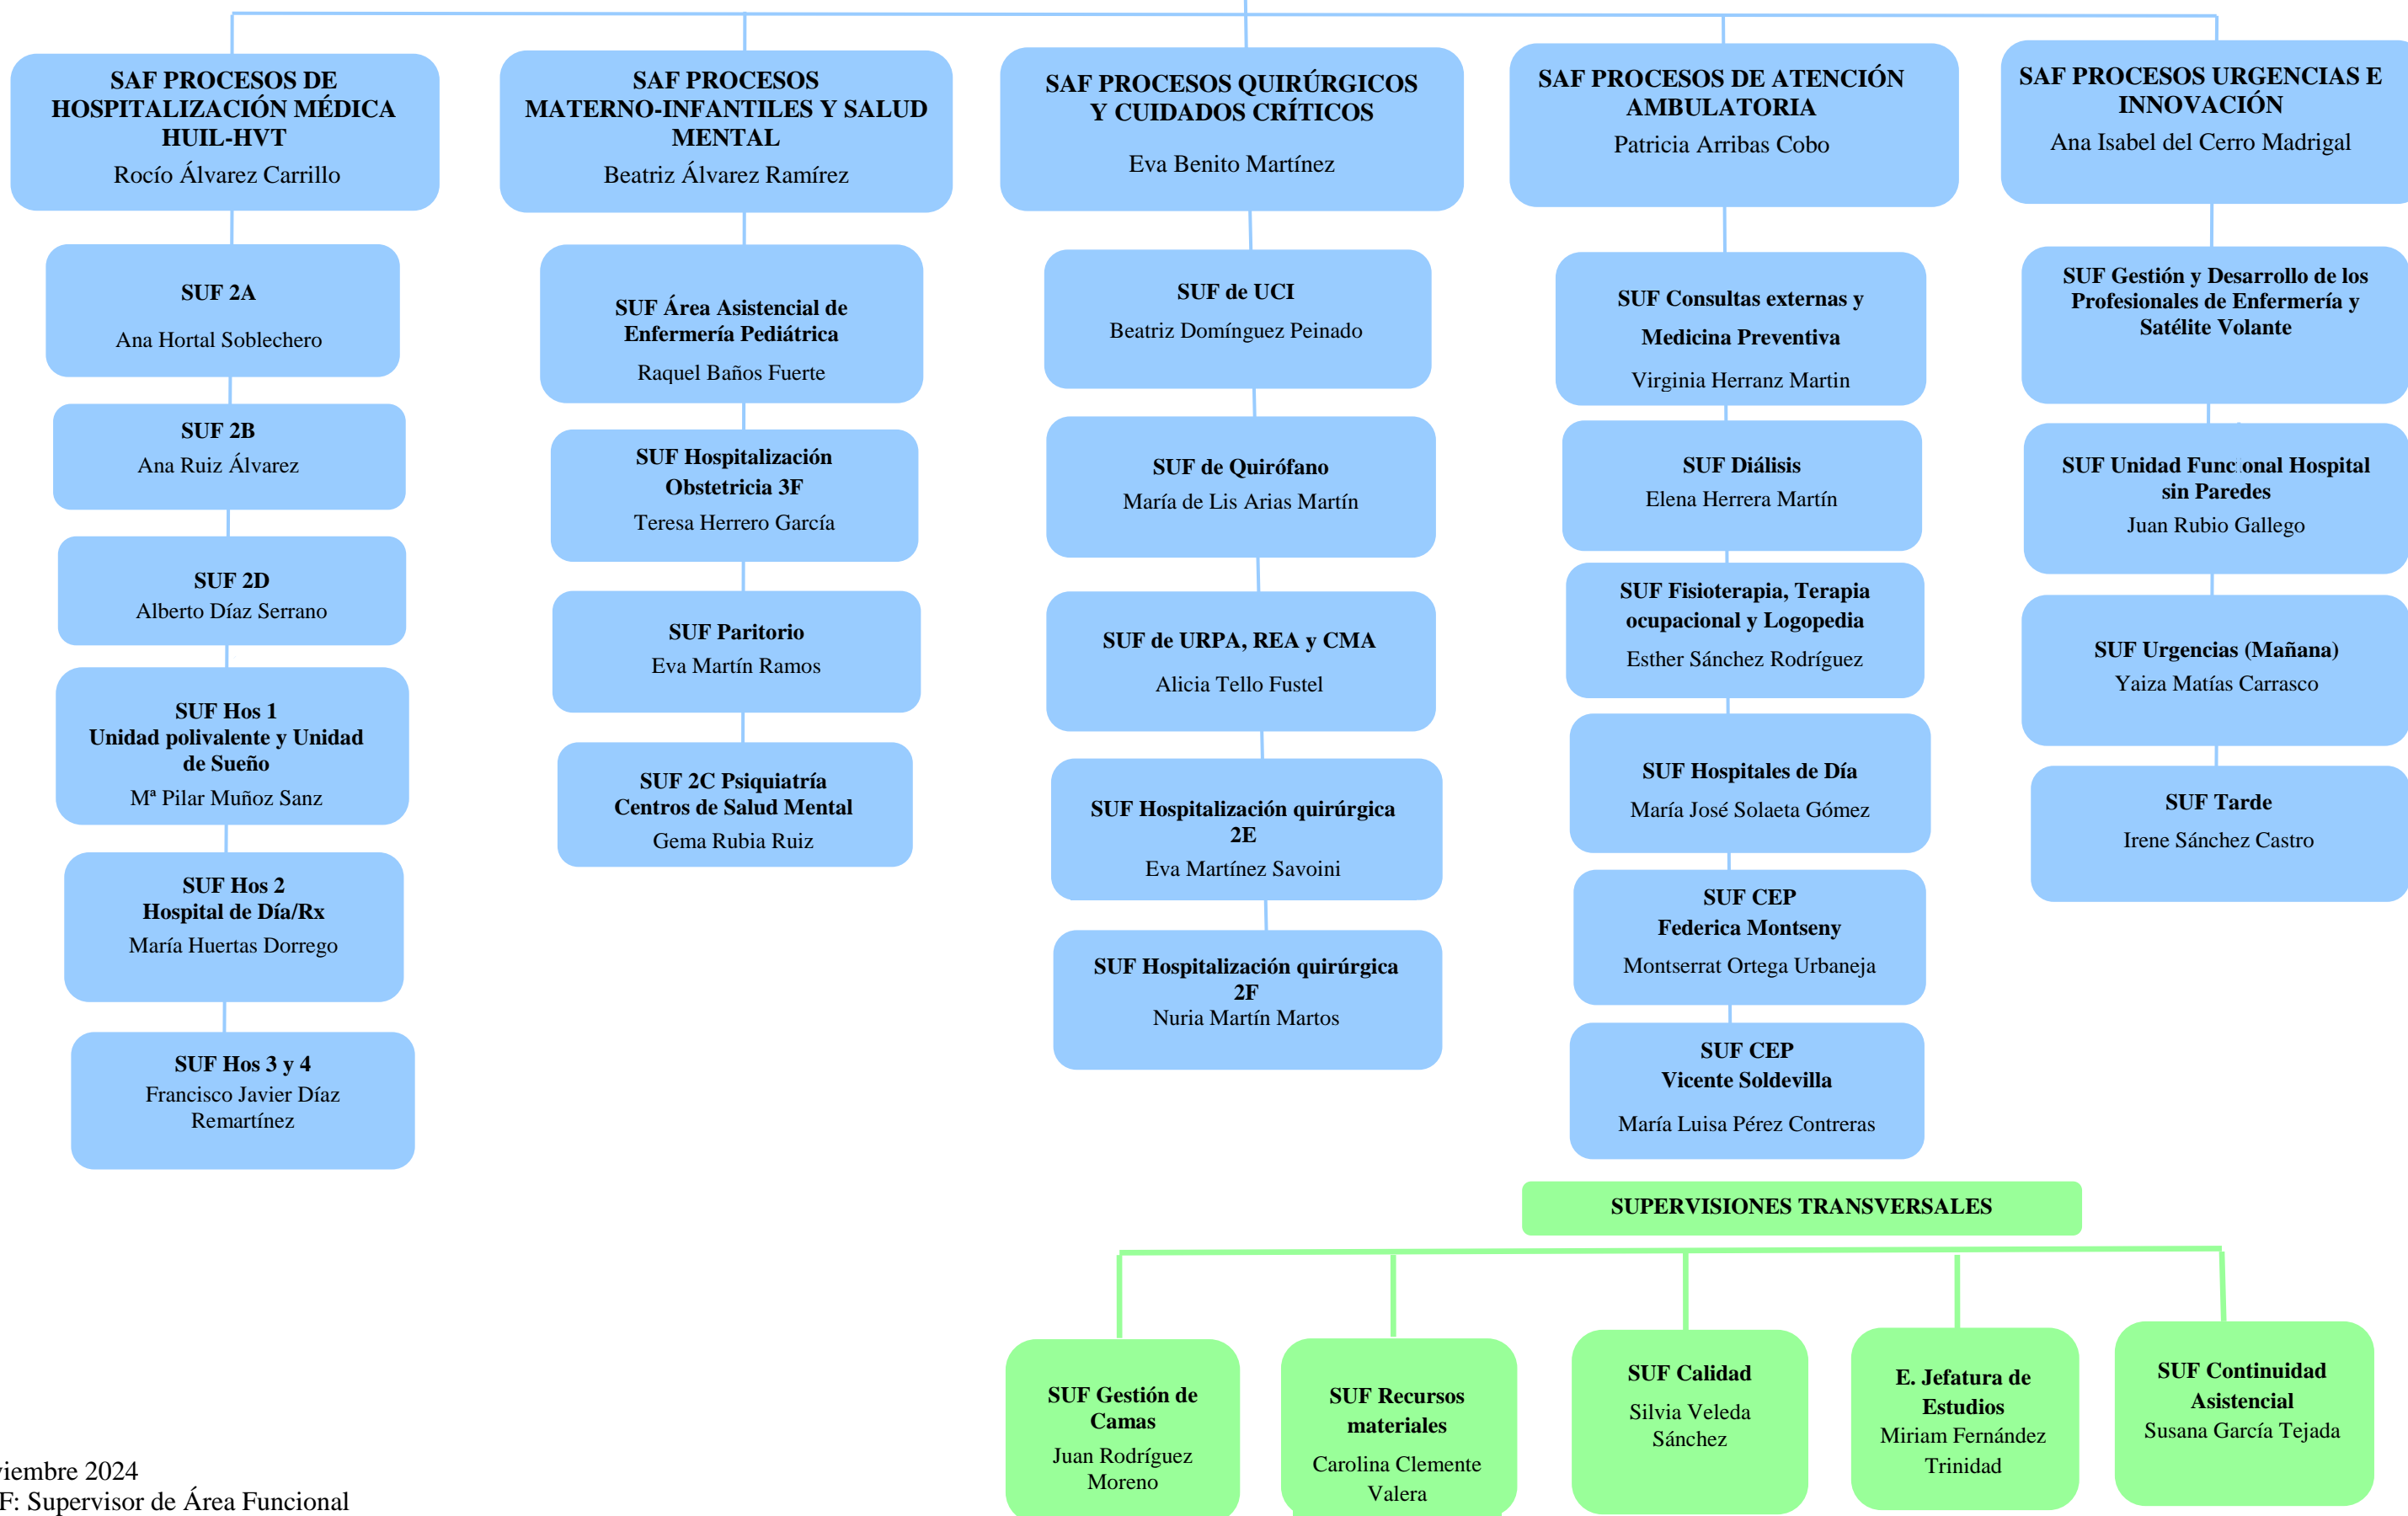 SAF PROCESOS DE
HOSPITALIZACIÓN MÉDICA
HUIL-HVT
Rocío Álvarez Carrillo
SUF 2A
Ana Hortal Soblechero
SUF 2B
Ana Ruiz Álvarez
SUF 2D
Alberto Díaz Serrano
SUF Hos 1
Unidad polivalente y Unidad
de Sueño
Mª Pilar Muñoz Sanz
SUF Hos 2
Hospital de Día/Rx
María Huertas Dorrego
SUF Hos 3 y 4
Francisco Javier Díaz
Remartínez
SAF PROCESOS
MATERNO-INFANTILES Y SALUD
MENTAL
Beatriz Álvarez Ramírez
SUF Área Asistencial de
Enfermería Pediátrica
Raquel Baños Fuerte
SUF Hospitalización
Obstetricia 3F
Teresa Herrero García
SUF Paritorio
Eva Martín Ramos
SUF 2C Psiquiatría
Centros de Salud Mental
Gema Rubia Ruiz
SAF PROCESOS QUIRÚRGICOS
Y CUIDADOS CRÍTICOS
Eva Benito Martínez
SUF de UCI
Beatriz Domínguez Peinado
SUF de Quirófano
María de Lis Arias Martín
SUF de URPA, REA y CMA
Alicia Tello Fustel
SUF Hospitalización quirúrgica
2E
Eva Martínez Savoini
SUF Hospitalización quirúrgica
2F
Nuria Martín Martos
SAF PROCESOS DE ATENCIÓN
AMBULATORIA
Patricia Arribas Cobo
SUF Consultas externas y
Medicina Preventiva
Virginia Herranz Martin
SUF Diálisis
Elena Herrera Martín
SUF Fisioterapia, Terapia
ocupacional y Logopedia
Esther Sánchez Rodríguez
SUF Hospitales de Día
María José Solaeta Gómez
SUF CEP
Federica Montseny
Montserrat Ortega Urbaneja
SUF CEP
Vicente Soldevilla
María Luisa Pérez Contreras
SAF PROCESOS URGENCIAS E
INNOVACIÓN
Ana Isabel del Cerro Madrigal
SUF Gestión y Desarrollo de los
Profesionales de Enfermería y
Satélite Volante
SUF Unidad Funcional Hospital
sin Paredes
Juan Rubio Gallego
SUF Urgencias (Mañana)
Yaiza Matías Carrasco
SUF Tarde
Irene Sánchez Castro
SUPERVISIONES TRANSVERSALES
SUF Gestión de
Camas
Juan Rodríguez
Moreno
SUF Recursos
materiales
Carolina Clemente
Valera
SUF Calidad
Silvia Veleda
Sánchez
E. Jefatura de
Estudios
Miriam Fernández
Trinidad
SUF Continuidad
Asistencial
Susana García Tejada
viembre 2024
F: Supervisor de Área Funcional